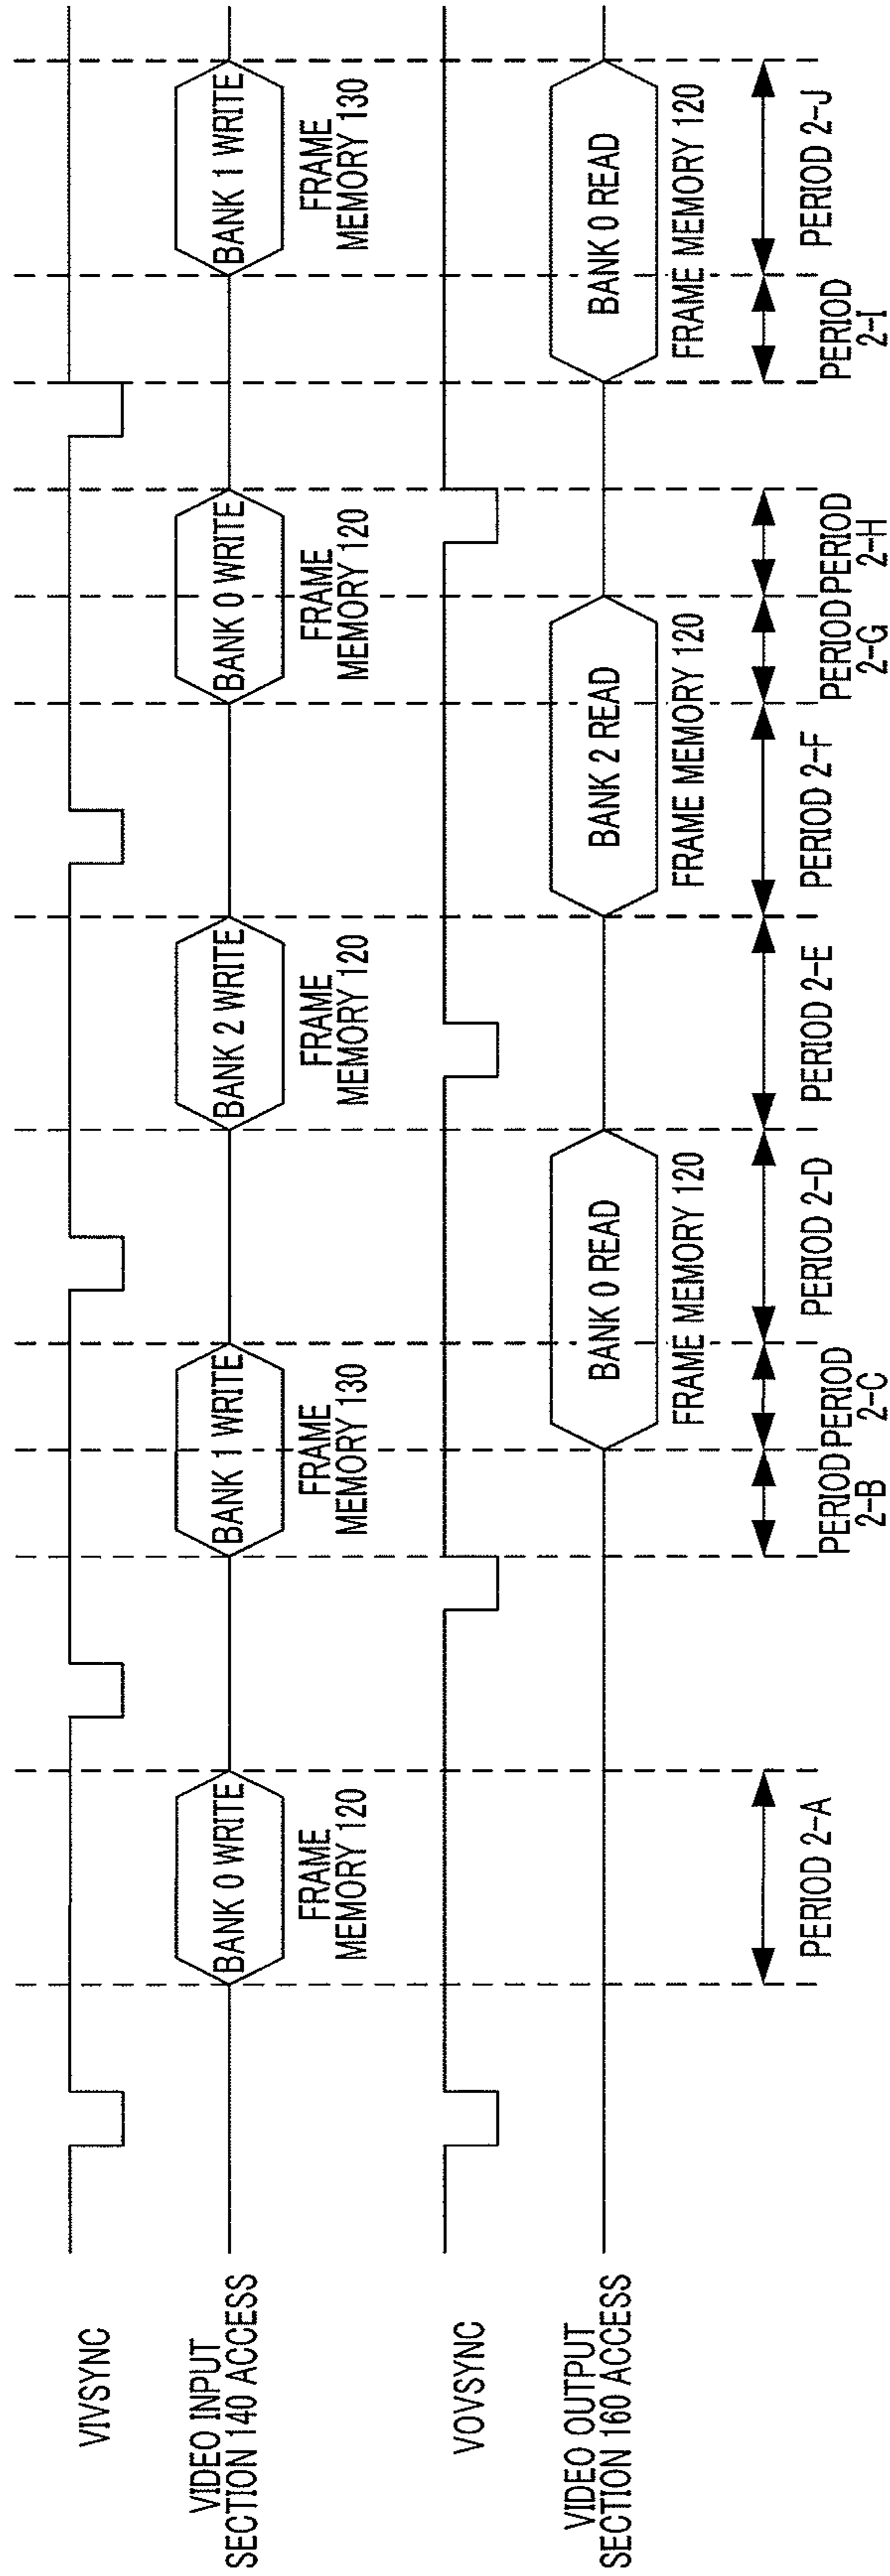 VIVSYNC
BANK 0 WRITE
FRAME
MEMORY 120
BANK 1 WRITE
FRAME
MEMORY 130
BANK 2 WRITE
FRAME
MEMORY 120
BANK 0 WRITE
FRAME
MEMORY 120
BANK 1 WRITE
FRAME
MEMORY 130
VIDEO INPUT
SECTION 140 ACCESS
VOVSYNC
BANK 0 READ
FRAME MEMORY 120
BANK 2 READ
FRAME MEMORY 120
BANK 0 READ
FRAME MEMORY 120
VIDEO OUTPUT
SECTION 160 ACCESS
PERIOD 2-A
PERIOD
2-B
PERIOD
2-C
PERIOD 2-D
PERIOD 2-E
PERIOD 2-F
PERIOD
2-G
PERIOD
2-H
PERIOD
2-I
PERIOD 2-J